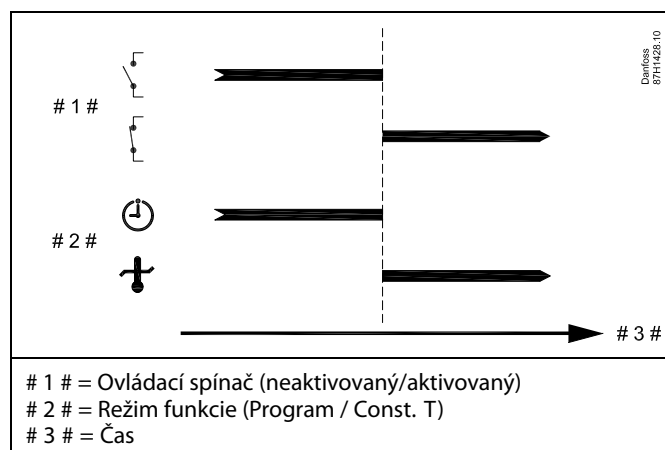 Danfoss
87H1428.10
# 1 #
# 2 #
# 3 #
# 1 # = Ovládací spínač (neaktivovaný/aktivovaný)
# 2 # = Režim funkcie (Program / Const. T)
# 3 # = Čas